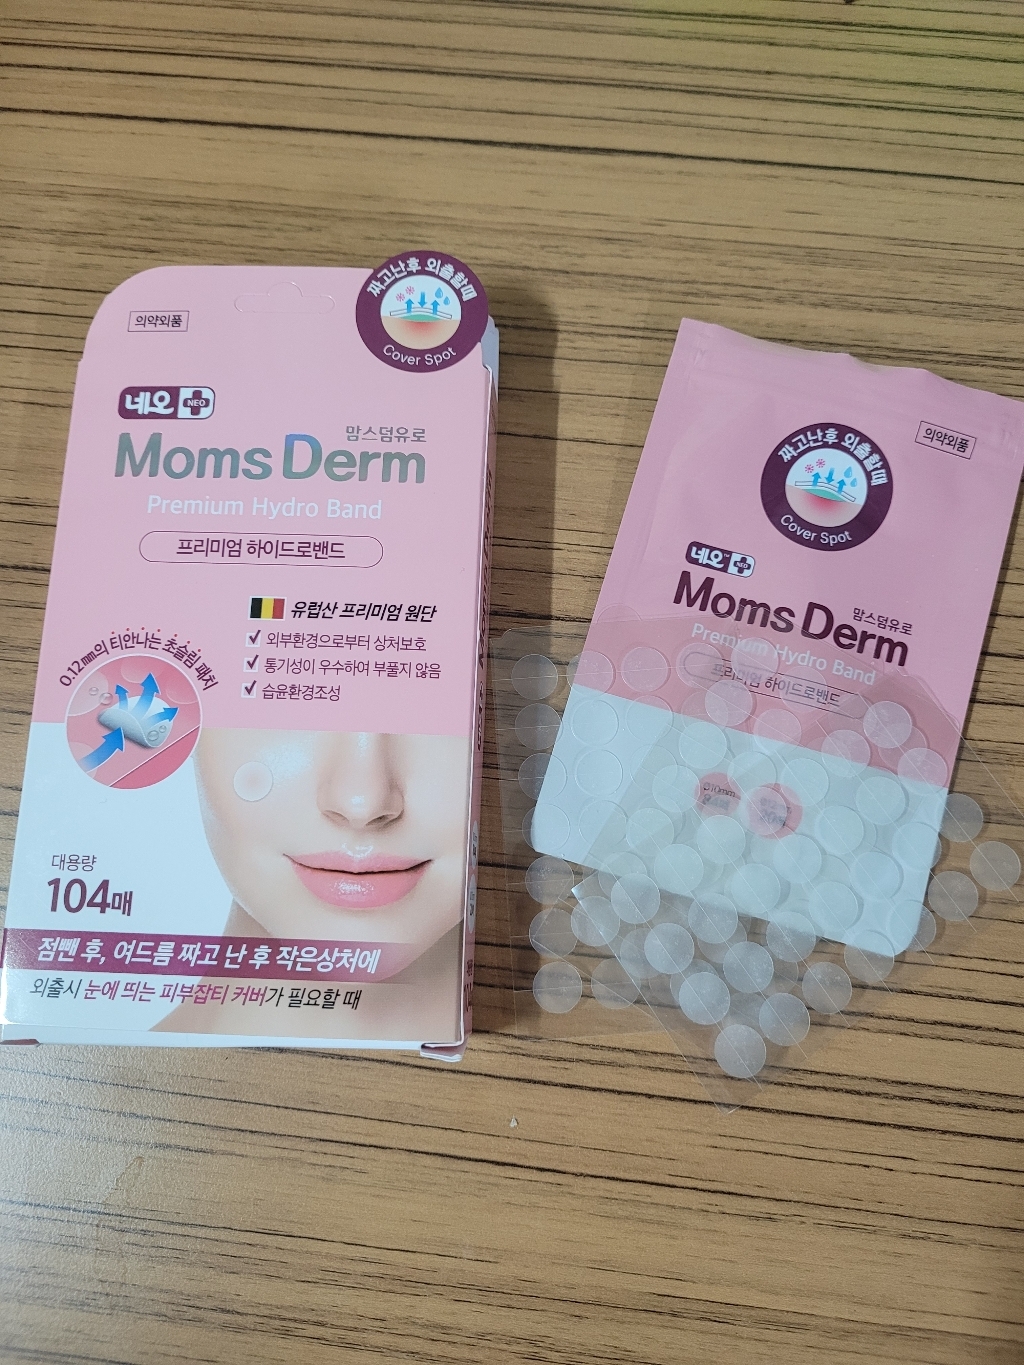 짜고난후 외출할때
Cover Spot
의약외품
네오 NEO
맘스덤유로
Moms Derm
Premium Hydro Band
프리미엄 하이드로밴드
유럽산 프리미엄 원단
외부환경으로부터 상처보호
통기성이 우수하여 부풀지 않음
습윤환경조성
0.12mm의 티안나는 초슬림 패치
대용량
104매
점뺀 후, 여드름 짜고 난 후 작은상처에
외출시 눈에 띄는 피부잡티 커버가 필요할 때
의약외품
짜고난후 외출할때
Cover Spot
네오™ NEO
맘스덤유로
Moms Derm
Premium Hydro Band
프리미엄 하이드로밴드
10mm